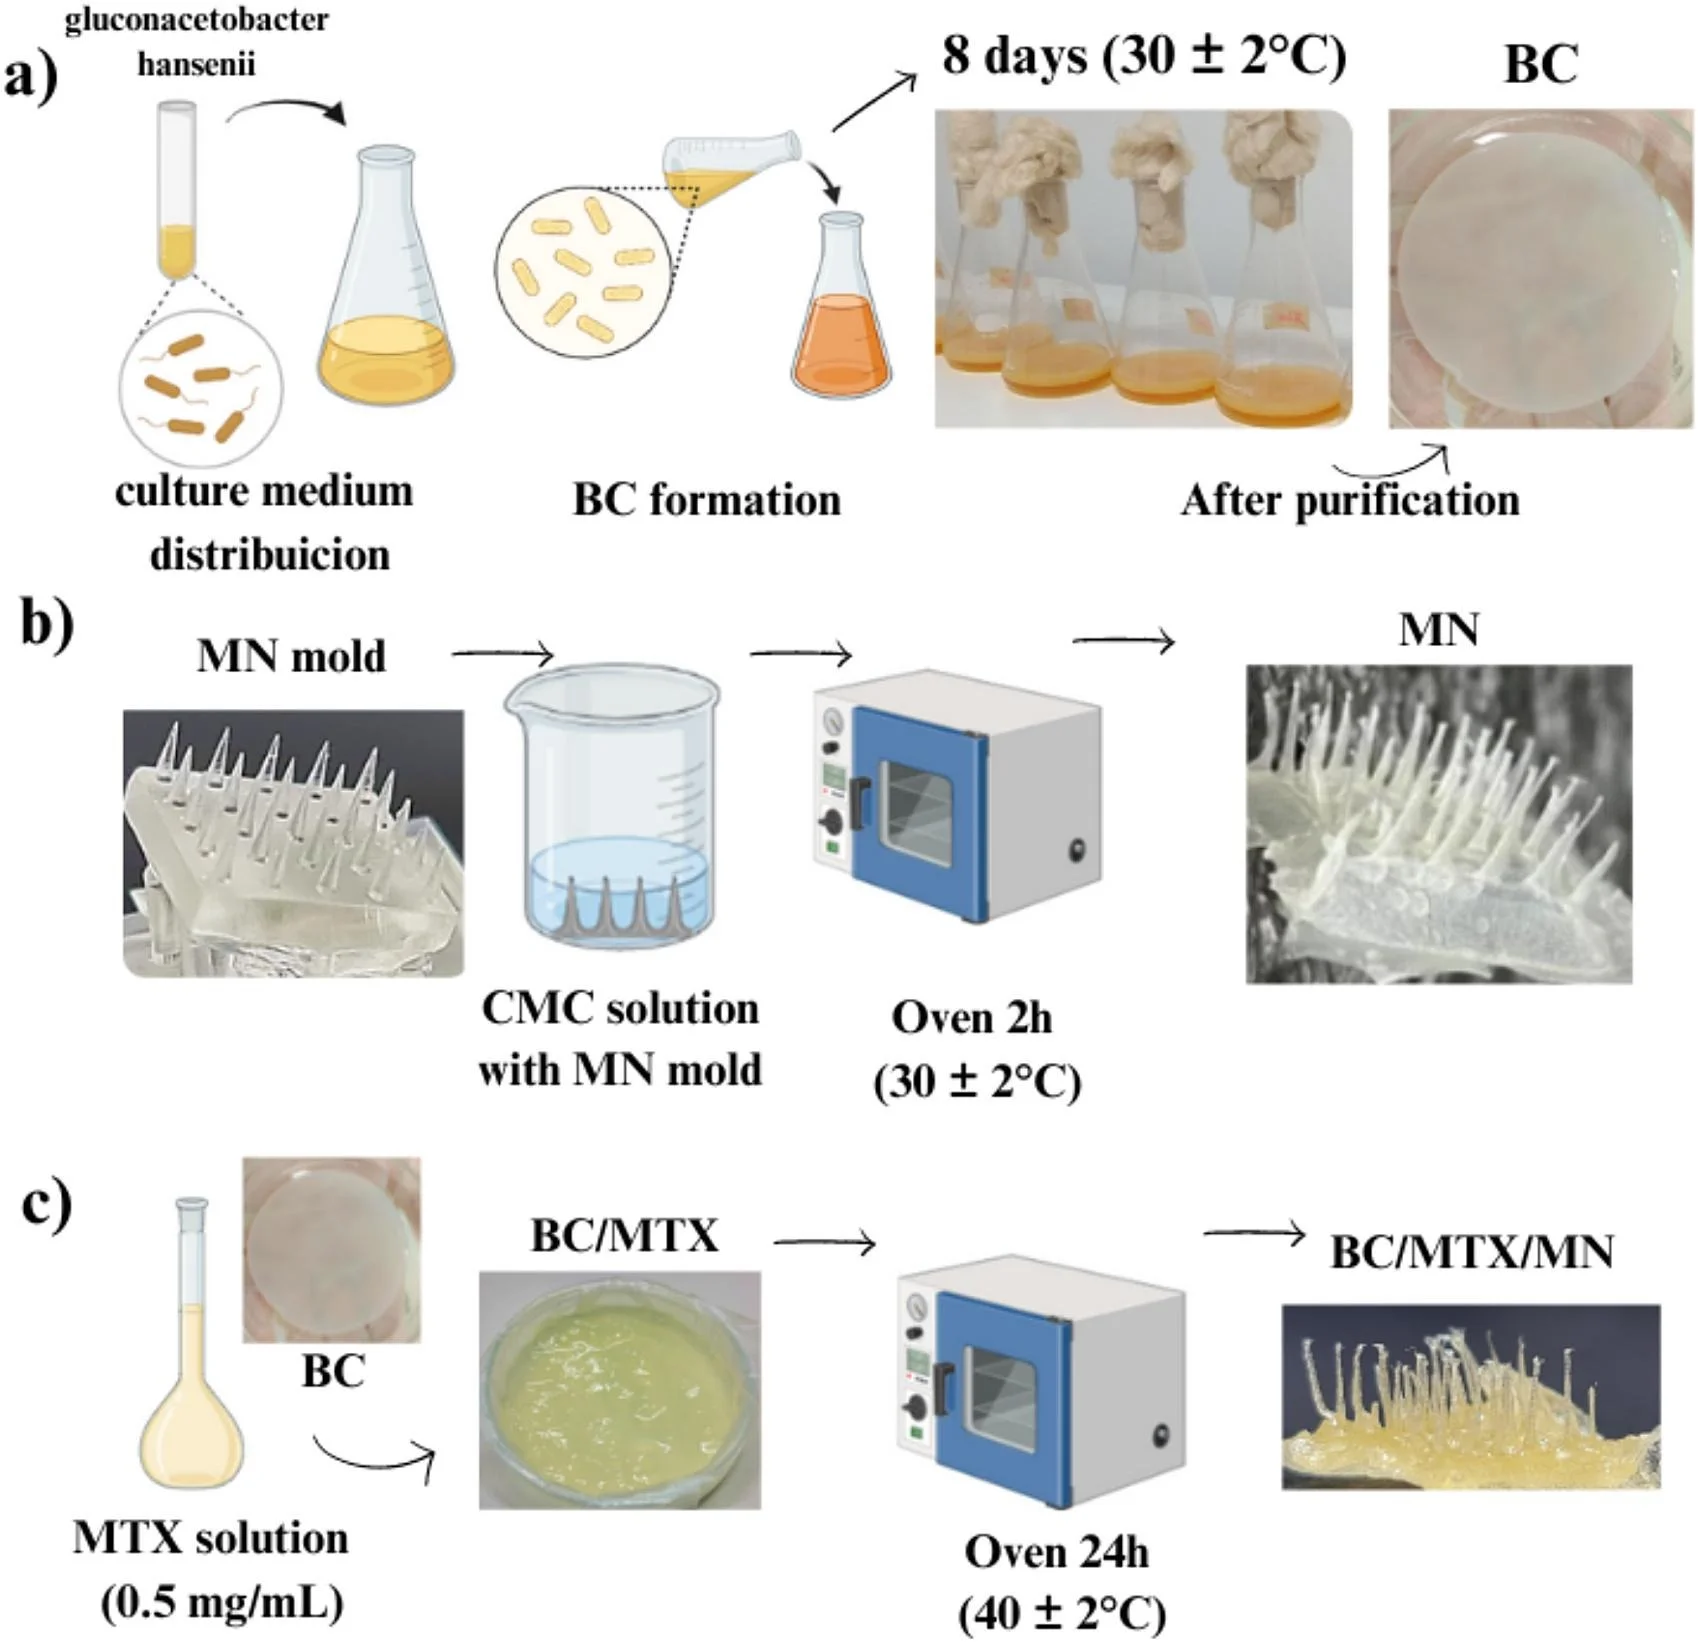 gluconacetobacter
hansenii
a)
8 days (30 ± 2°C)
BC
culture medium
distribuicion
BC formation
After purification
b)
MN mold
MN
CMC solution
with MN mold
Oven 2h
(30 ± 2°C)
c)
BC/MTX
BC/MTX/MN
BC
MTX solution
(0.5 mg/mL)
Oven 24h
(40 ± 2°C)